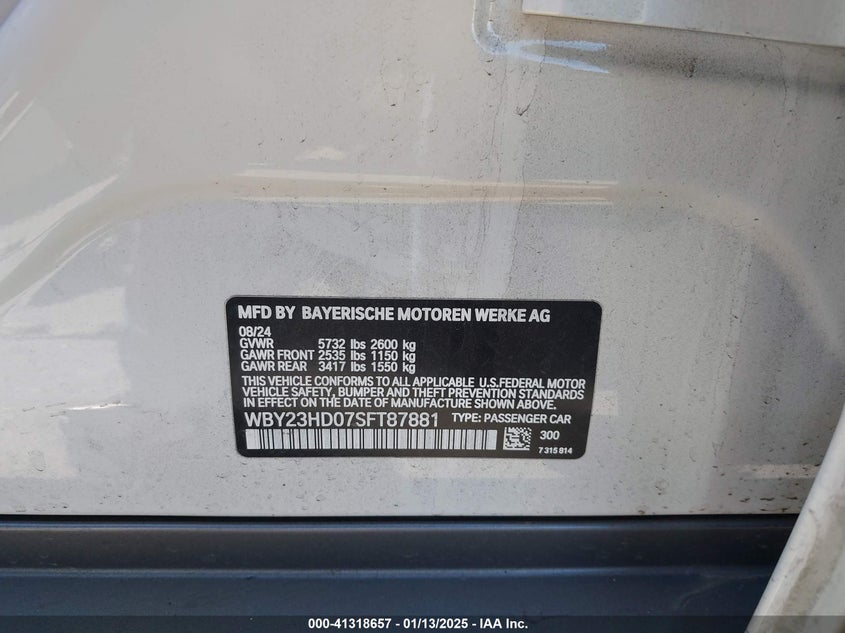 MFD BY BAYERISCHE MOTOREN WERKE AG
08/24
GVWR 5732 lbs 2600 kg
GAWR FRONT 2535 lbs 1150 kg
GAWR REAR 3417 lbs 1550 kg
THIS VEHICLE CONFORMS TO ALL APPLICABLE U.S.FEDERAL MOTOR
VEHICLE SAFETY, BUMPER AND THEFT PREVENTION STANDARDS
IN EFFECT ON THE DATE OF MANUFACTURE SHOWN ABOVE.
WBY23HD07SFT87881 TYPE: PASSENGER CAR
300
7 315 814
000-41318657 - 01/13/2025 - IAA Inc.